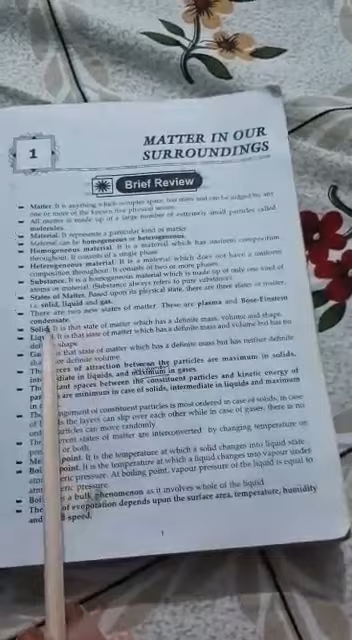 1
MATTER IN OUR
SURROUNDINGS
Brief Review
Matter. It is anything which occupies space, has mass and can be judged by any
one or more of the known five physical senses.
All matter is made up of a large number of extremely small particles called
molecules.
Material. It represents a particular kind of matter.
Material can be homogeneous or heterogeneous.
Homogeneous material. It is a material which has uniform composition
throughout. It consists of a single phase.
Heterogeneous material. It is a material which does not have a uniform
composition throughout. It consists of two or more phases.
Substance. It is a homogeneous material which is made up of only one kind of
atoms or material (Substance always refers to pure substance).
States of Matter. Based upon its physical state, there are three states of matter,
i.e. solid, liquid and gas.
There are two new states of matter. These are plasma and Bose-Einstein
condensate.
Solid. It is that state of matter which has a definite mass, volume and shape.
Liquid. It is that state of matter which has a definite mass and volume but has no
shape.
is that state of matter which has a definite mass but has neither definite
or definite volume.
of attraction between the particles are maximum in solids,
in liquids, and maximum in gases.
spaces between the constituent particles and kinetic energy of
are minimum in case of solids, intermediate in liquids and maximum
in
of constituent particles is most ordered in case of solids, in case
of the layers can slip over each other while in case of gases, there is no
particles can move randomly.
states of matter are interconverted by changing temperature or
or both.
point. It is the temperature at which a solid changes into liquid state
pressure.
point. It is the temperature at which a liquid changes into vapour under
pressure. At boiling point, vapour pressure of the liquid is equal to
pressure.
is a bulk phenomenon as it involves whole of the liquid.
The of evaporation depends upon the surface area, temperature, humidity
and speed.
1